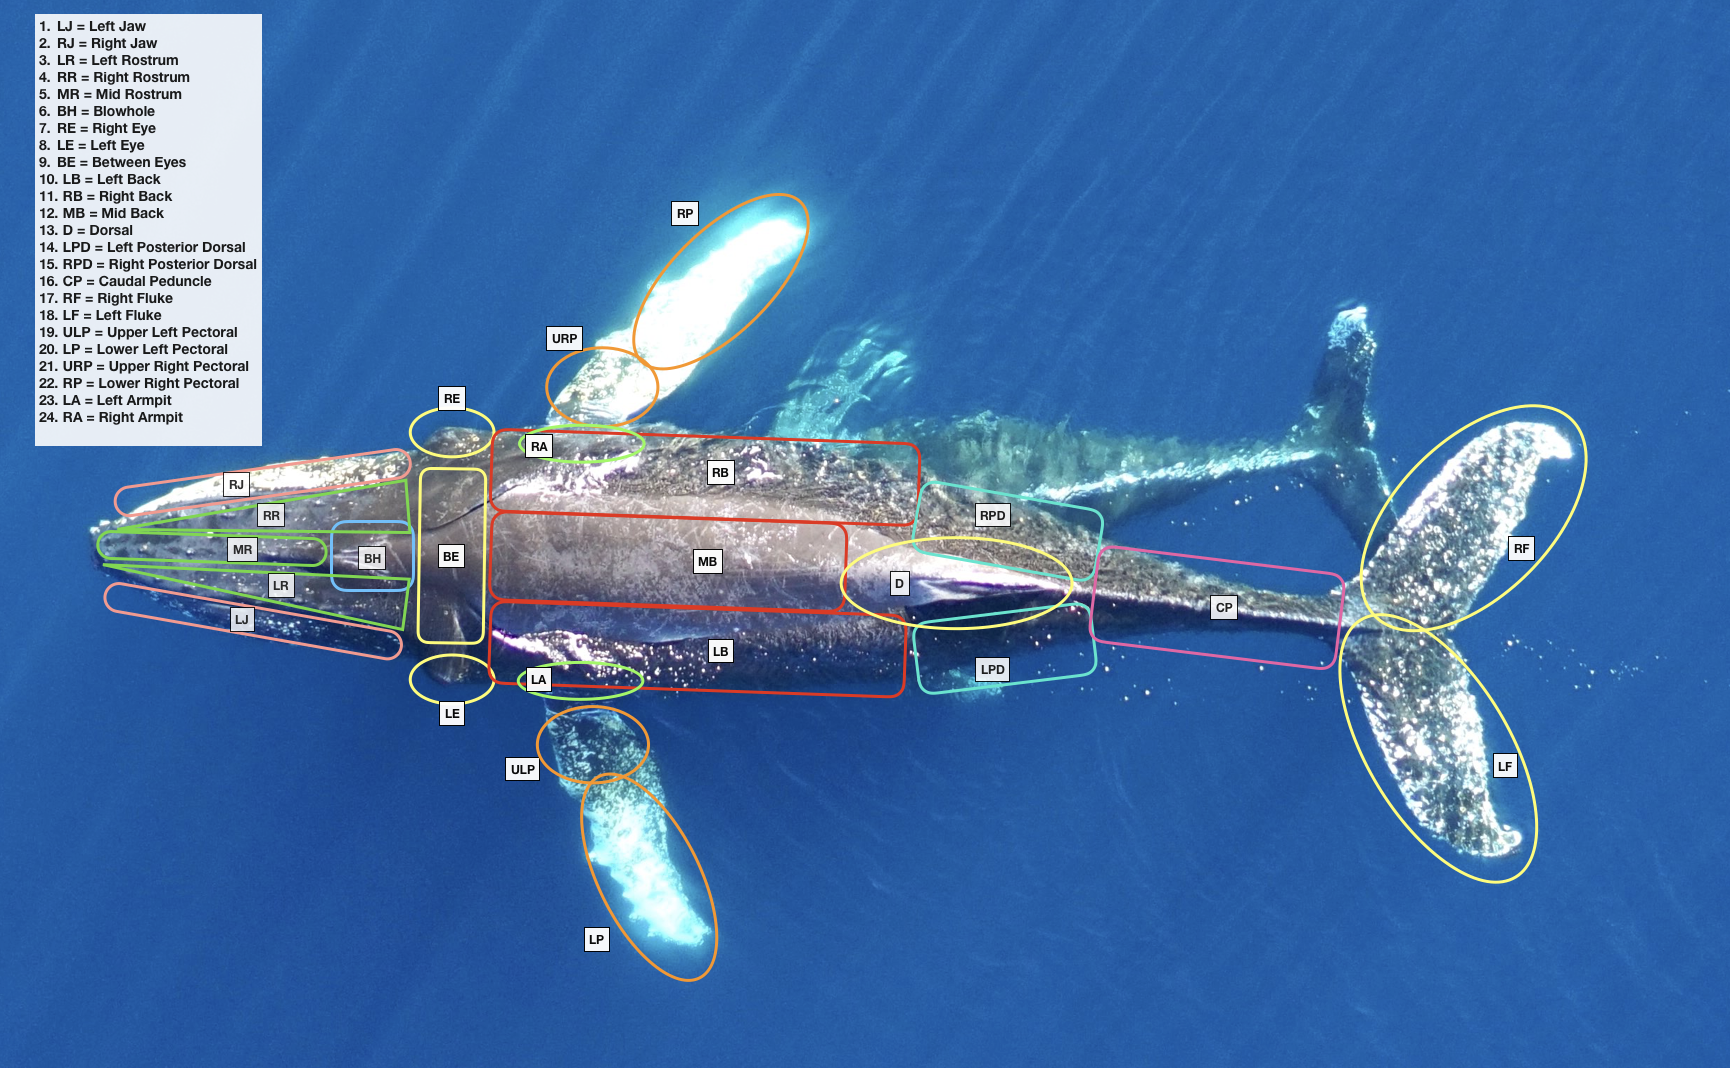 1. LJ = Left Jaw
2. RJ = Right Jaw
3. LR = Left Rostrum
4. RR = Right Rostrum
5. MR = Mid Rostrum
6. BH = Blowhole
7. RE = Right Eye
8. LE = Left Eye
9. BE = Between Eyes
10. LB = Left Back
11. RB = Right Back
12. MB = Mid Back
13. D = Dorsal
14. LPD = Left Posterior Dorsal
15. RPD = Right Posterior Dorsal
16. CP = Caudal Peduncle
17. RF = Right Fluke
18. LF = Left Fluke
19. ULP = Upper Left Pectoral
20. LP = Lower Left Pectoral
21. URP = Upper Right Pectoral
22. RP = Lower Right Pectoral
23. LA = Left Armpit
24. RA = Right Armpit
RP
URP
RE
RA
RB
RJ
RR
RPD
MR
BH
BE
MB
RF
D
LR
CP
LJ
LB
LPD
LA
LE
ULP
LF
LP